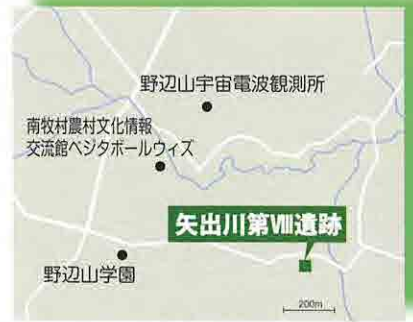 野辺山宇宙電波観測所
南牧村農村文化情報
交流館ベジタボールウィズ
矢出川第Ⅷ遺跡
野辺山学園
200m